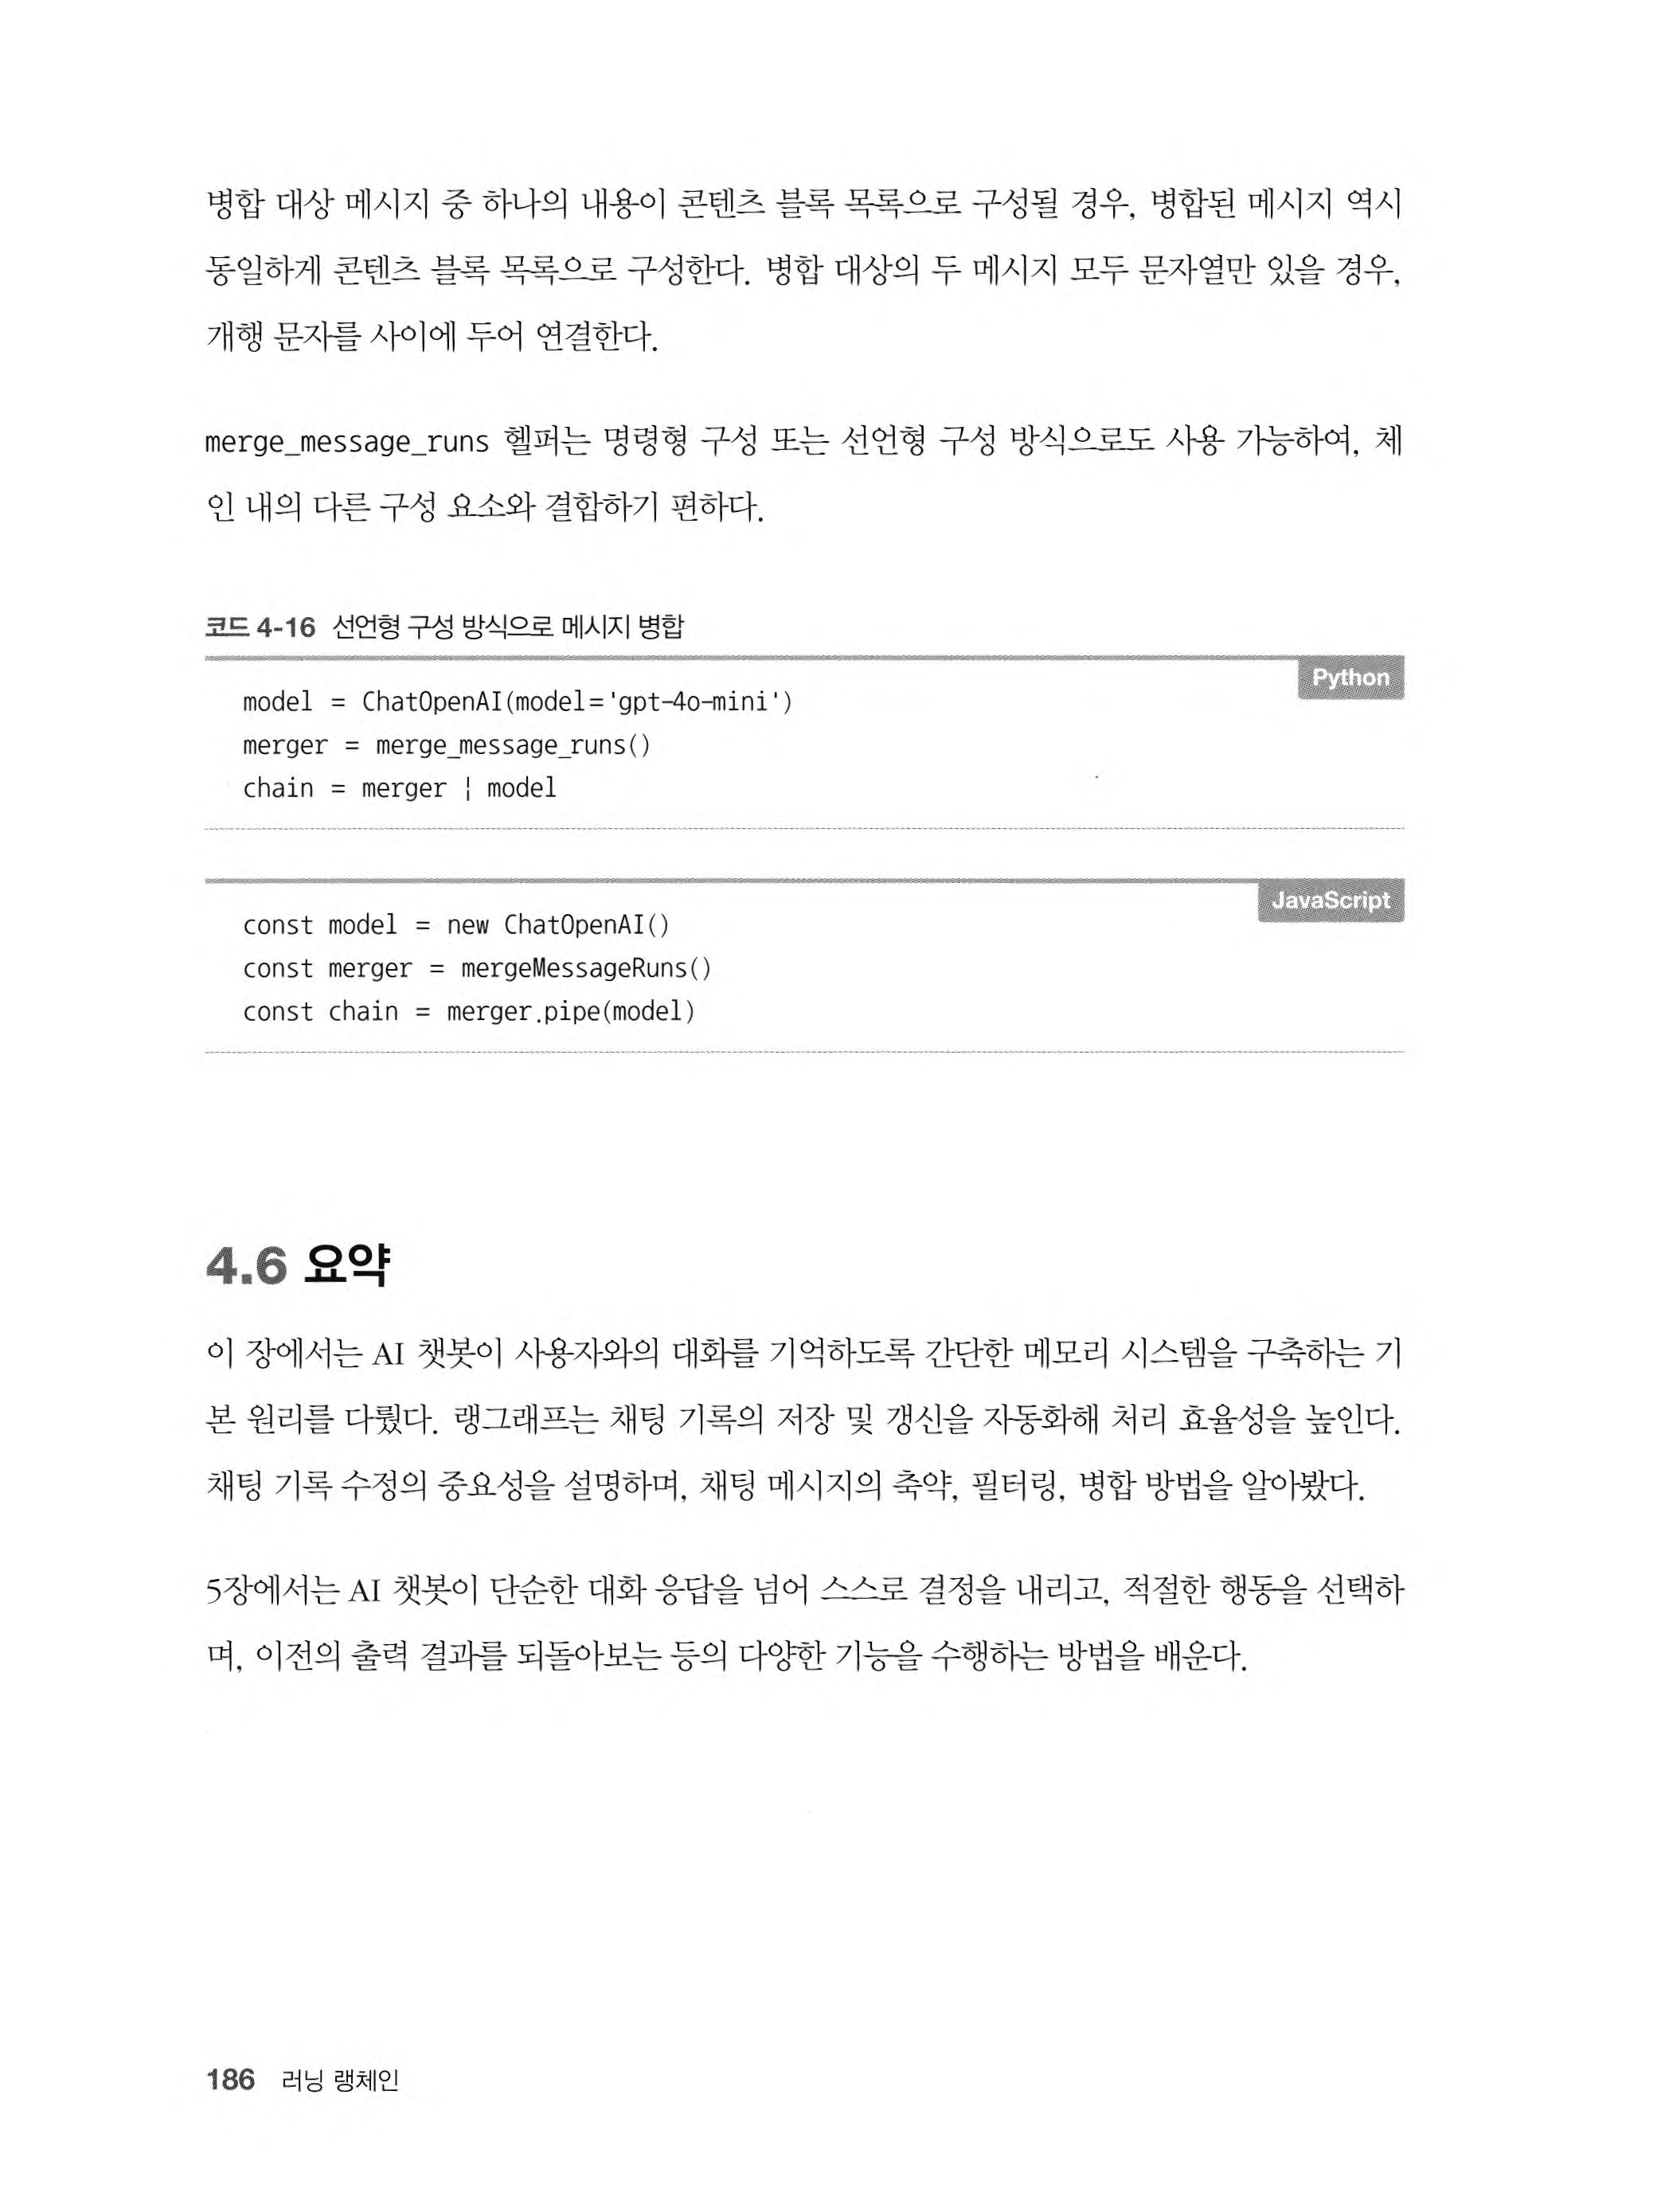 병합 대상 메시지 중 하나의 내용이 콘텐츠 블록 목록으로 구성될 경우, 병합된 메시지 역시
동일하게 콘텐츠 블록 목록으로 구성한다. 병합 대상의 두 메시지 모두 문자열만 있을 경우,
개행 문자를 사이에 두어 연결한다.
merge_message_runs 헬퍼는 명령형 구성 또는 선언형 구성 방식으로도 사용 가능하여, 체
인 내의 다른 구성 요소와 결합하기 편하다.
코드 4-16 선언형 구성 방식으로 메시지 병합
Python
model = ChatOpenAI(model='gpt-4o-mini')
merger = merge_message_runs()
chain = merger | model
JavaScript
const model = new ChatOpenAI()
const merger = mergeMessageRuns()
const chain = merger.pipe(model)
4.6 요약
이 장에서는 AI 챗봇이 사용자와의 대화를 기억하도록 간단한 메모리 시스템을 구축하는 기
본 원리를 다뤘다. 랭그래프는 채팅 기록의 저장 및 갱신을 자동화해 처리 효율성을 높인다.
채팅 기록 수정의 중요성을 설명하며, 채팅 메시지의 축약, 필터링, 병합 방법을 알아봤다.
5장에서는 AI 챗봇이 단순한 대화 응답을 넘어 스스로 결정을 내리고, 적절한 행동을 선택하
며, 이전의 출력 결과를 되돌아보는 등의 다양한 기능을 수행하는 방법을 배운다.
186 러닝 랭체인